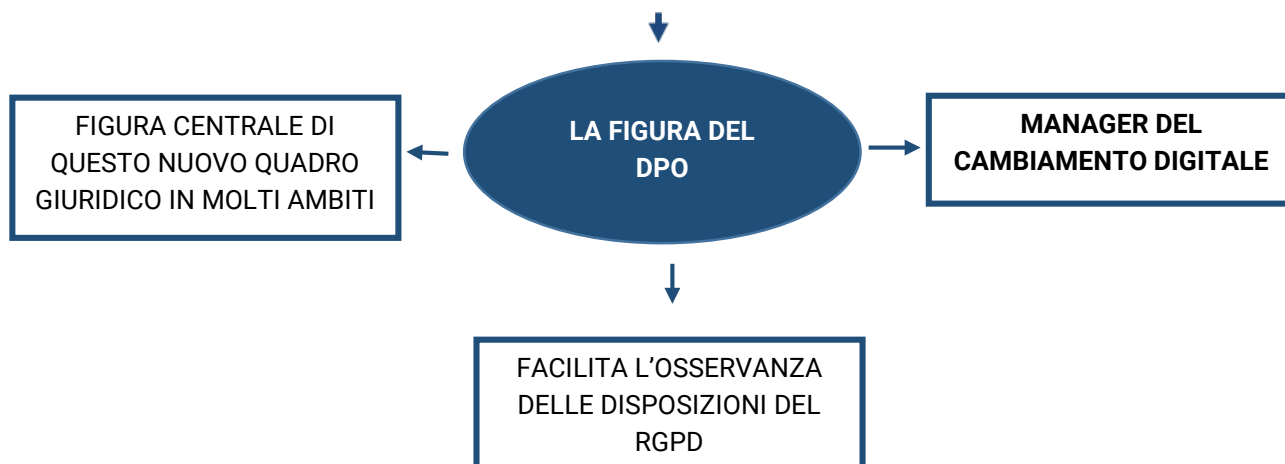 FIGURA CENTRALE DI
QUESTO NUOVO QUADRO
GIURIDICO IN MOLTI AMBITI
LA FIGURA DEL
DPO
MANAGER DEL
CAMBIAMENTO DIGITALE
FACILITA L’OSSERVANZA
DELLE DISPOSIZIONI DEL
RGPD